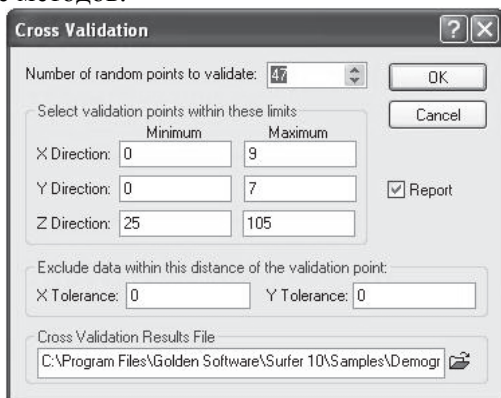 методов.
Cross Validation
Number of random points to validate: 47
OK
Cancel
Select validation points within these limits
Minimum Maximum
X Direction: 0 9
Y Direction: 0 7
Z Direction: 25 105
Report
Exclude data within this distance of the validation point:
X Tolerance: 0 Y Tolerance: 0
Cross Validation Results File
C:\Program Files\Golden Software\Surfer 10\Samples\Demogr